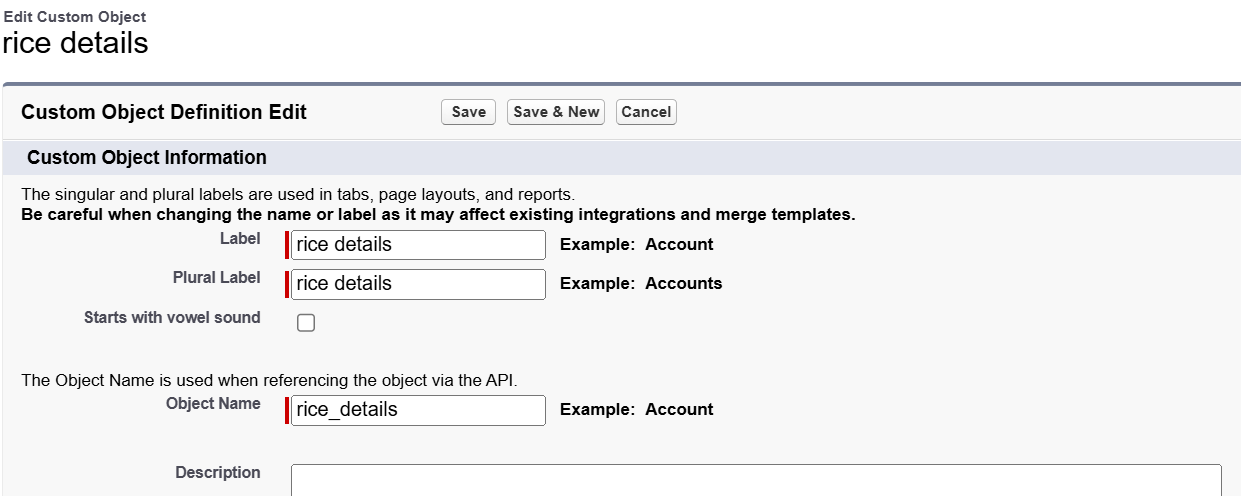 Edit Custom Object
rice details
Custom Object Definition Edit Save Save & New Cancel
Custom Object Information
The singular and plural labels are used in tabs, page layouts, and reports.
Be careful when changing the name or label as it may affect existing integrations and merge templates.
Label rice details Example: Account
Plural Label rice details Example: Accounts
Starts with vowel sound
The Object Name is used when referencing the object via the API.
Object Name rice_details Example: Account
Description